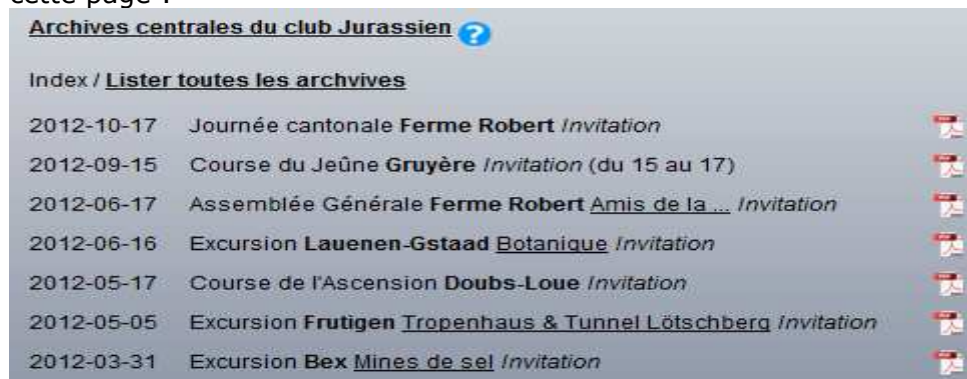 cette page :
Archives centrales du club Jurassien ?
Index / Lister toutes les archvives
2012-10-17 Journée cantonale Ferme Robert Invitation
2012-09-15 Course du Jeûne Gruyère Invitation (du 15 au 17)
2012-06-17 Assemblée Générale Ferme Robert Amis de la ... Invitation
2012-06-16 Excursion Lauenen-Gstaad Botanique Invitation
2012-05-17 Course de l'Ascension Doubs-Loue Invitation
2012-05-05 Excursion Frutigen Tropenhaus & Tunnel Lötschberg Invitation
2012-03-31 Excursion Bex Mines de sel Invitation